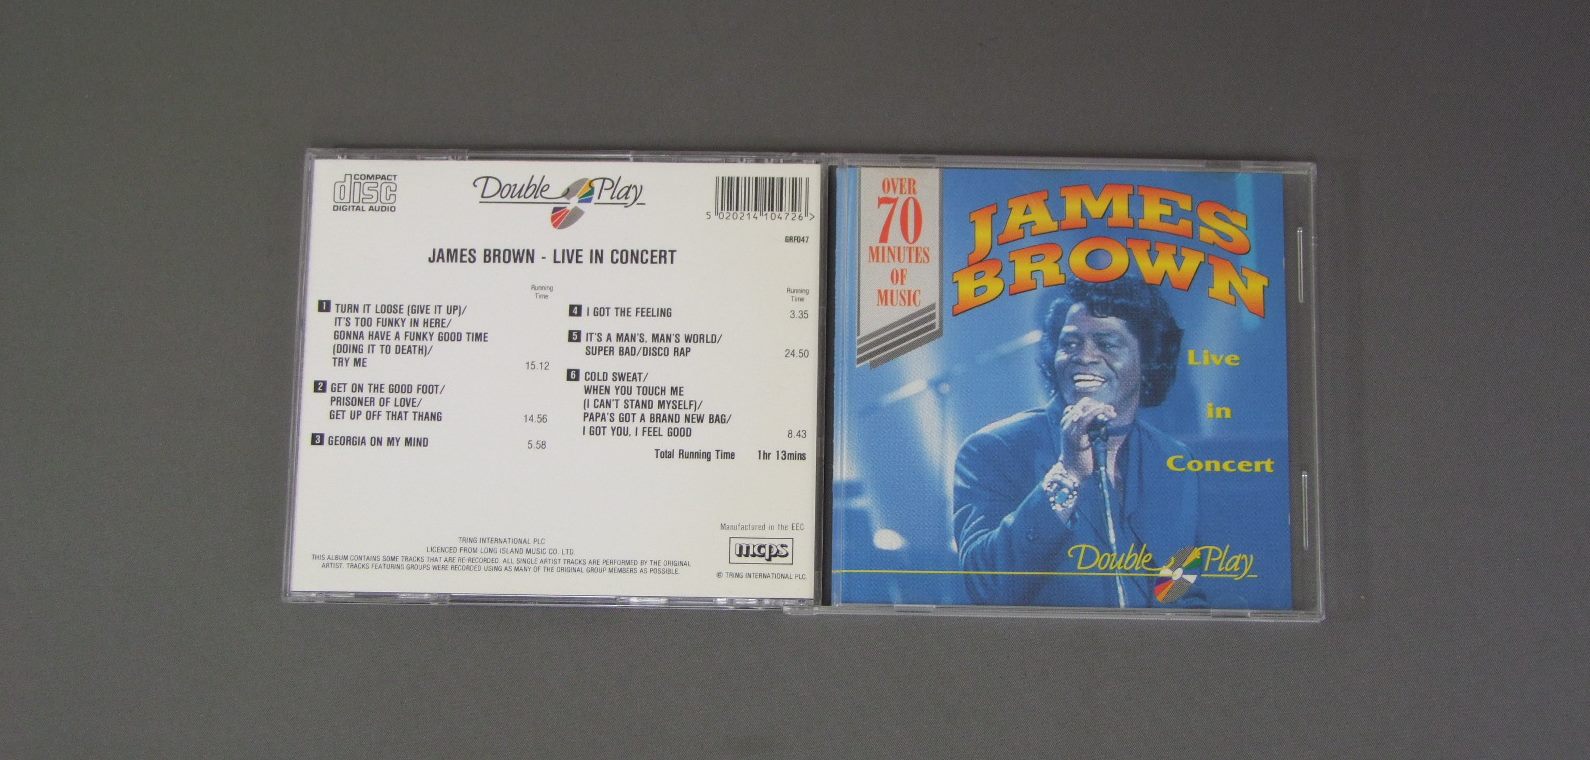 COMPACT
disc
DIGITAL AUDIO
Double Play
5 020214 104726 >
GRF047
JAMES BROWN - LIVE IN CONCERT
Running
Time
1 TURN IT LOOSE (GIVE IT UP)/
IT'S TOO FUNKY IN HERE/
GONNA HAVE A FUNKY GOOD TIME
(DOING IT TO DEATH)/
TRY ME 15.12
2 GET ON THE GOOD FOOT/
PRISONER OF LOVE/
GET UP OFF THAT THANG 14.56
3 GEORGIA ON MY MIND 5.58
Running
Time
4 I GOT THE FEELING 3.35
5 IT'S A MAN'S, MAN'S WORLD/
SUPER BAD/DISCO RAP 24.50
6 COLD SWEAT/
WHEN YOU TOUCH ME
(I CAN'T STAND MYSELF)/
PAPA'S GOT A BRAND NEW BAG/
I GOT YOU, I FEEL GOOD 8.43
Total Running Time 1hr 13mins
Manufactured in the EEC
mcps
© TRING INTERNATIONAL PLC.
TRING INTERNATIONAL PLC
LICENCED FROM LONG ISLAND MUSIC CO. LTD.
THIS ALBUM CONTAINS SOME TRACKS THAT ARE RE-RECORDED. ALL SINGLE ARTIST TRACKS ARE PERFORMED BY THE ORIGINAL
ARTIST. TRACKS FEATURING GROUPS WERE RECORDED USING AS MANY OF THE ORIGINAL GROUP MEMBERS AS POSSIBLE.
OVER
70
MINUTES
OF
MUSIC
JAMES
BROWN
Live
in
Concert
Double Play